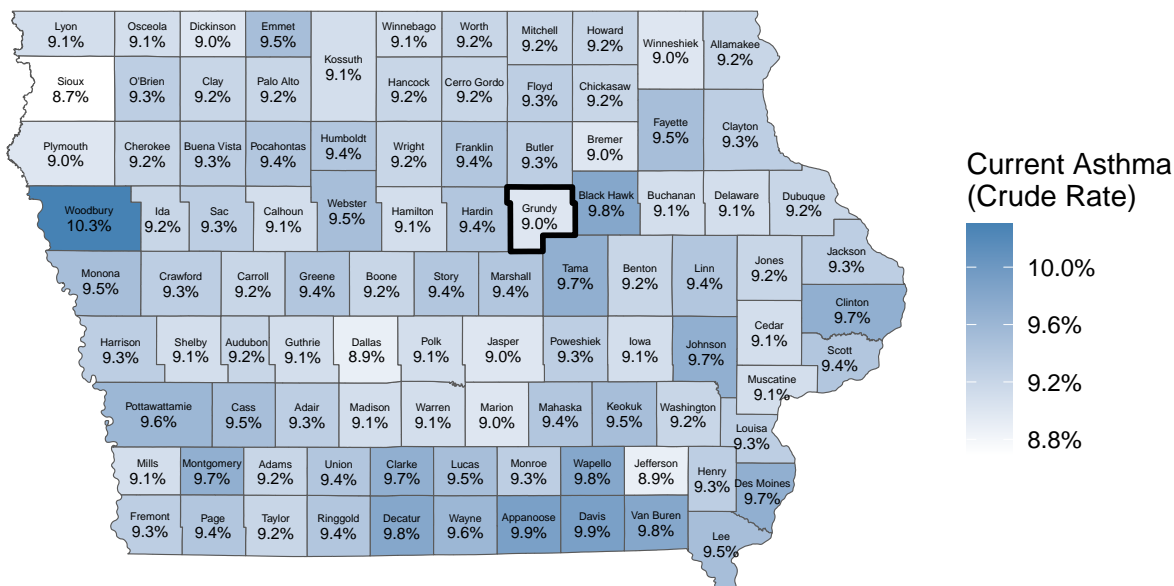 Lyon
9.1%
Osceola
9.1%
Dickinson
9.0%
Emmet
9.5%
Kossuth
9.1%
Winnebago
9.1%
Worth
9.2%
Mitchell
9.2%
Howard
9.2%
Winneshiek
9.0%
Allamakee
9.2%
Sioux
8.7%
O'Brien
9.3%
Clay
9.2%
Palo Alto
9.2%
Hancock
9.2%
Cerro Gordo
9.2%
Floyd
9.3%
Chickasaw
9.2%
Fayette
9.5%
Clayton
9.3%
Plymouth
9.0%
Cherokee
9.2%
Buena Vista
9.3%
Pocahontas
9.4%
Humboldt
9.4%
Wright
9.2%
Franklin
9.4%
Butler
9.3%
Bremer
9.0%
Woodbury
10.3%
Ida
9.2%
Sac
9.3%
Calhoun
9.1%
Webster
9.5%
Hamilton
9.1%
Hardin
9.4%
Grundy
9.0%
Black Hawk
9.8%
Buchanan
9.1%
Delaware
9.1%
Dubuque
9.2%
Monona
9.5%
Crawford
9.3%
Carroll
9.2%
Greene
9.4%
Boone
9.2%
Story
9.4%
Marshall
9.4%
Tama
9.7%
Benton
9.2%
Linn
9.4%
Jones
9.2%
Jackson
9.3%
Clinton
9.7%
Harrison
9.3%
Shelby
9.1%
Audubon
9.2%
Guthrie
9.1%
Dallas
8.9%
Polk
9.1%
Jasper
9.0%
Poweshiek
9.3%
Iowa
9.1%
Johnson
9.7%
Cedar
9.1%
Scott
9.4%
Muscatine
9.1%
Pottawattamie
9.6%
Cass
9.5%
Adair
9.3%
Madison
9.1%
Warren
9.1%
Marion
9.0%
Mahaska
9.4%
Keokuk
9.5%
Washington
9.2%
Louisa
9.3%
Mills
9.1%
Montgomery
9.7%
Adams
9.2%
Union
9.4%
Clarke
9.7%
Lucas
9.5%
Monroe
9.3%
Wapello
9.8%
Jefferson
8.9%
Henry
9.3%
Des Moines
9.7%
Fremont
9.3%
Page
9.4%
Taylor
9.2%
Ringgold
9.4%
Decatur
9.8%
Wayne
9.6%
Appanoose
9.9%
Davis
9.9%
Van Buren
9.8%
Lee
9.5%
Current Asthma
(Crude Rate)
10.0%
9.6%
9.2%
8.8%